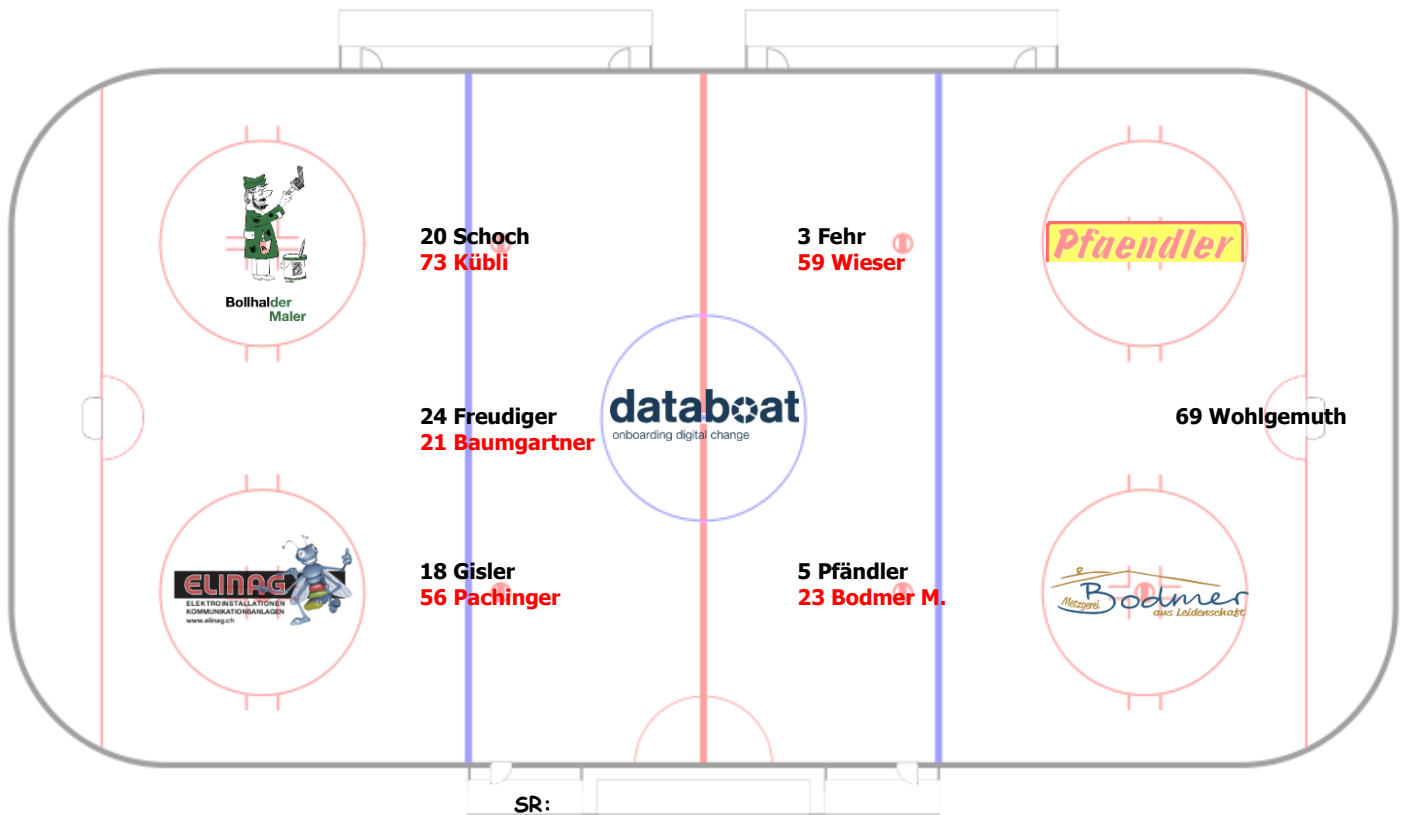 20 Schoch
73 Kübli
3 Fehr
59 Wieser
Pfaendler
Bollhalder
Maler
24 Freudiger
21 Baumgartner
databoat
onboarding digital change
69 Wohlgemuth
18 Gisler
56 Pachinger
5 Pfändler
23 Bodmer M.
ELINAG
ELEKTROINSTALLATIONEN
KOMMUNIKATIONSANLAGEN
www.elinag.ch
Metzgerei Bodmer
aus Leidenschaft
SR: